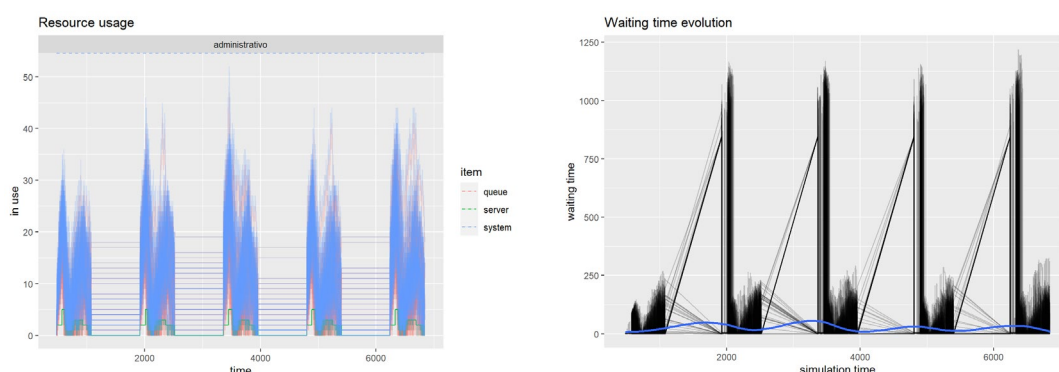 Resource usage
administrativo
50
40
30
20
10
0
in use
2000
4000
6000
time
item
queue
server
system
Waiting time evolution
1250
1000
750
500
250
0
waiting time
2000
4000
6000
simulation time